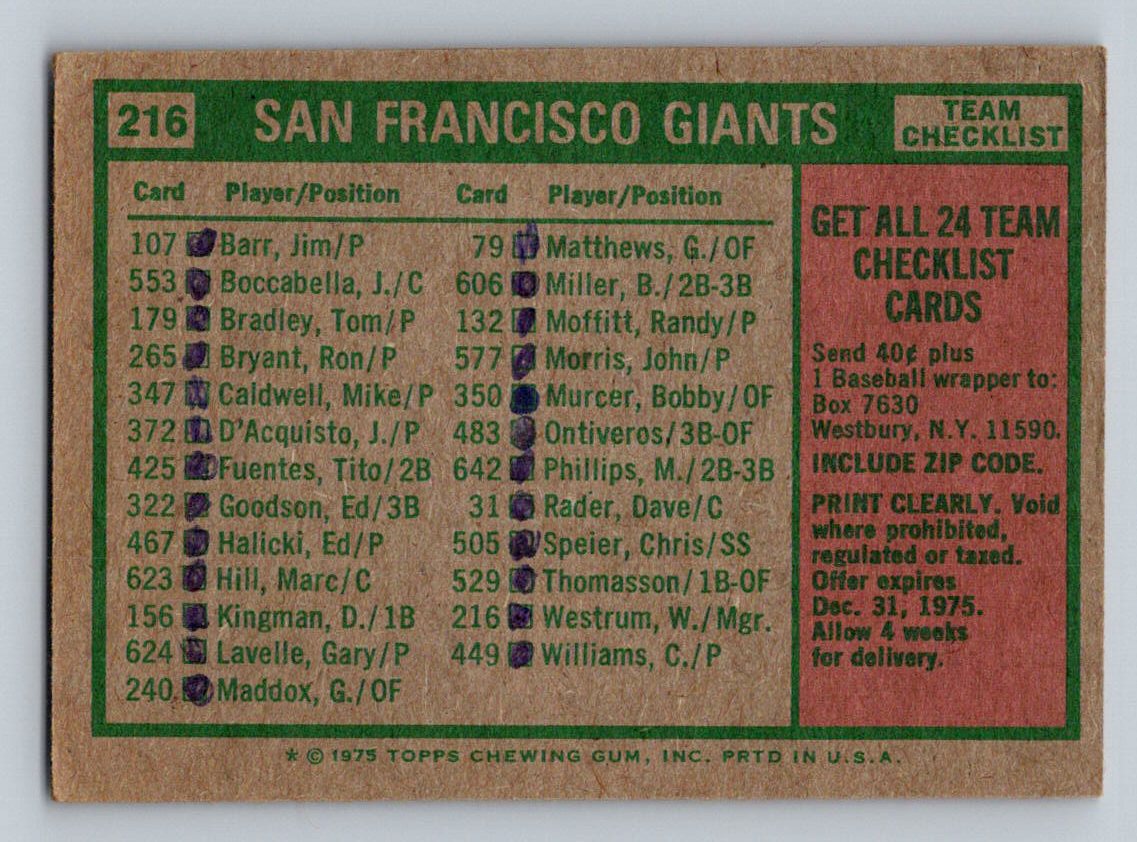 216 SAN FRANCISCO GIANTS TEAM CHECKLIST
Card Player/Position
107 Barr, Jim/P
553 Boccabella, J./C
179 Bradley, Tom/P
265 Bryant, Ron/P
347 Caldwell, Mike/P
372 D'Acquisto, J./P
425 Fuentes, Tito/2B
322 Goodson, Ed/3B
467 Halicki, Ed/P
623 Hill, Marc/C
156 Kingman, D./1B
624 Lavelle, Gary/P
240 Maddox, G./OF
Card Player/Position
79 Matthews, G./OF
606 Miller, B./2B-3B
132 Moffitt, Randy/P
577 Morris, John/P
350 Murcer, Bobby/OF
483 Ontiveros/3B-OF
642 Phillips, M./2B-3B
31 Rader, Dave/C
505 Speier, Chris/SS
529 Thomasson/1B-OF
216 Westrum, W./Mgr.
449 Williams, C./P
GET ALL 24 TEAM
CHECKLIST
CARDS
Send 40¢ plus
1 Baseball wrapper to:
Box 7630
Westbury, N.Y. 11590.
INCLUDE ZIP CODE.
PRINT CLEARLY. Void
where prohibited,
regulated or taxed.
Offer expires
Dec. 31, 1975.
Allow 4 weeks
for delivery.
* © 1975 TOPPS CHEWING GUM, INC. PRTD IN U.S.A.